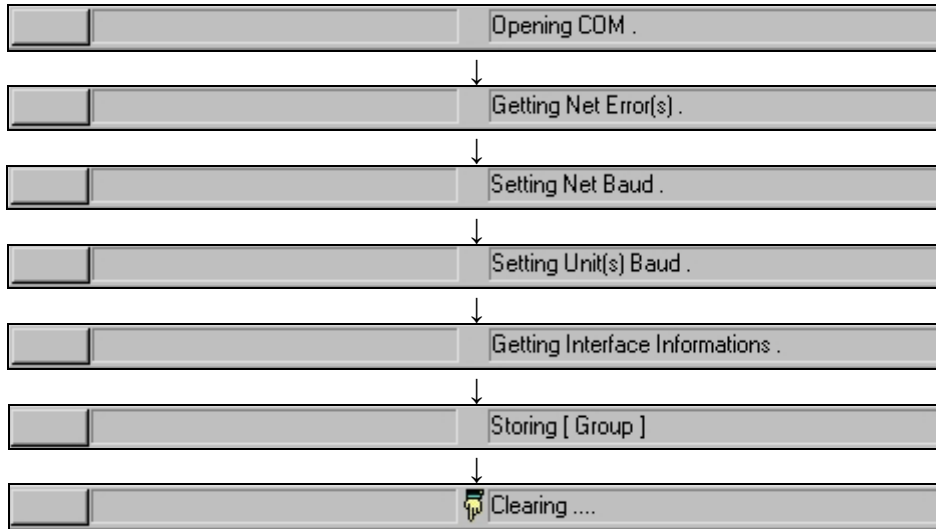 Opening COM .
↓
Getting Net Error(s) .
↓
Setting Net Baud .
↓
Setting Unit(s) Baud .
↓
Getting Interface Informations .
↓
Storing [ Group ]
↓
Clearing ....